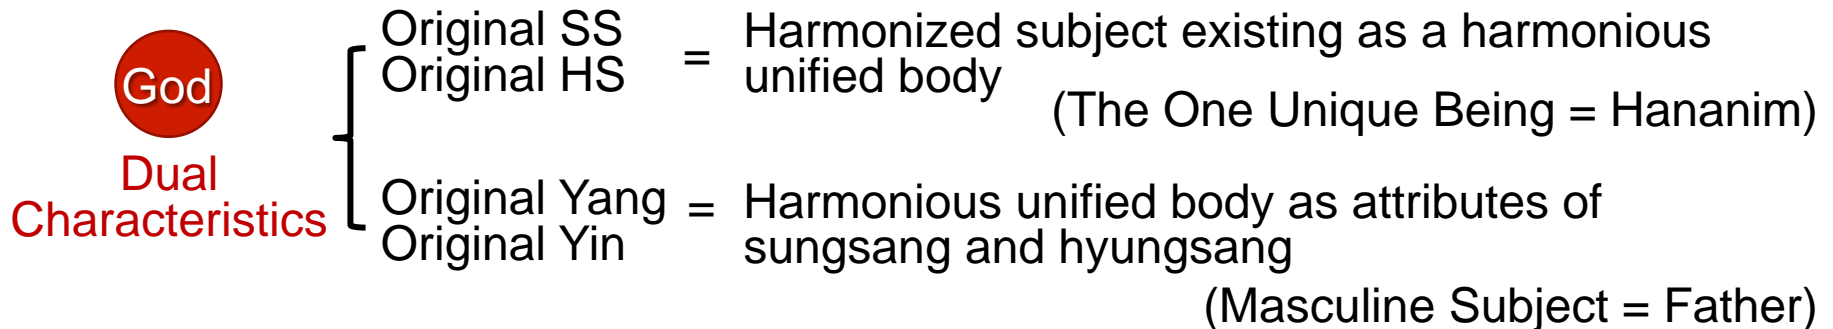 God
Dual
Characteristics
Original SS
Original HS
=
Harmonized subject existing as a harmonious
unified body
(The One Unique Being = Hananim)
Original Yang
Original Yin
=
Harmonious unified body as attributes of
sungsang and hyungsang
(Masculine Subject = Father)